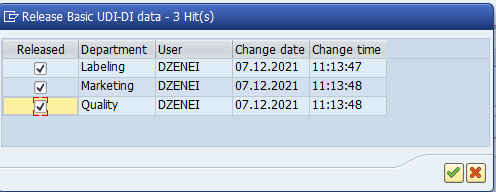 Release Basic UDI-DI data - 3 Hit(s)
Released Department User Change date Change time
Labeling DZENEI 07.12.2021 11:13:47
Marketing DZENEI 07.12.2021 11:13:48
Quality DZENEI 07.12.2021 11:13:48